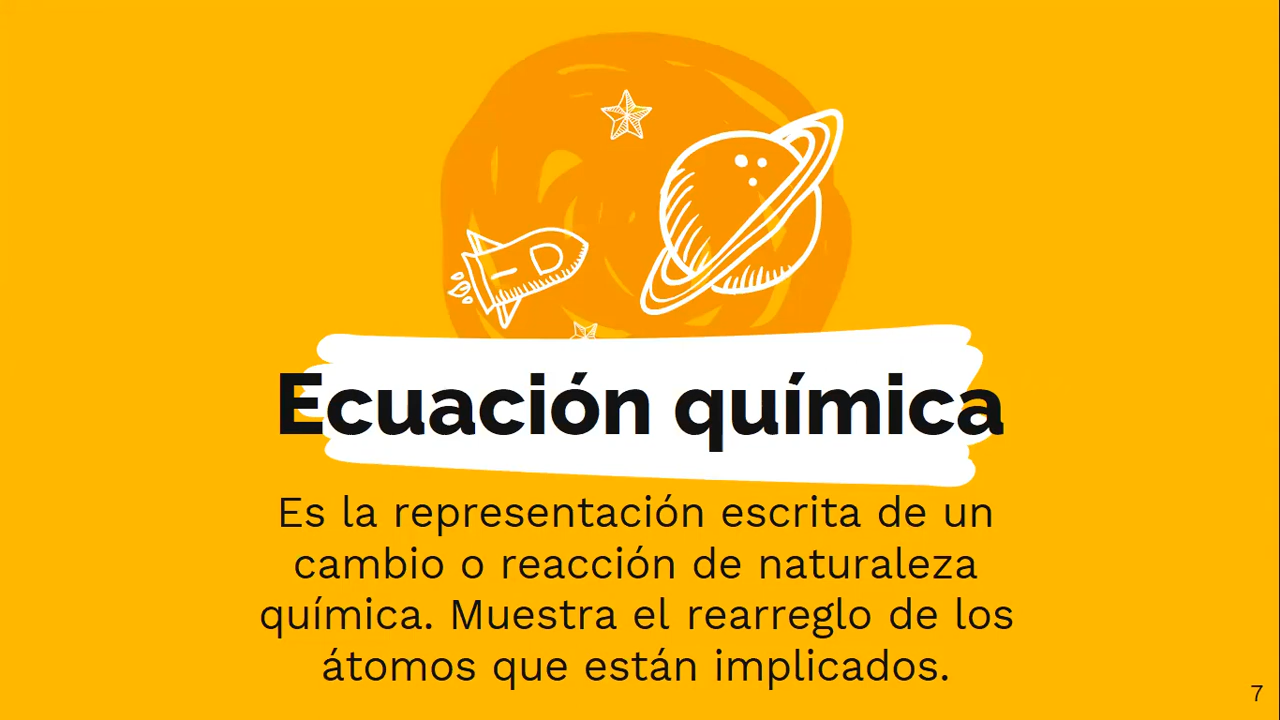 Ecuación química
Es la representación escrita de un
cambio o reacción de naturaleza
química. Muestra el rearreglo de los
átomos que están implicados.
7